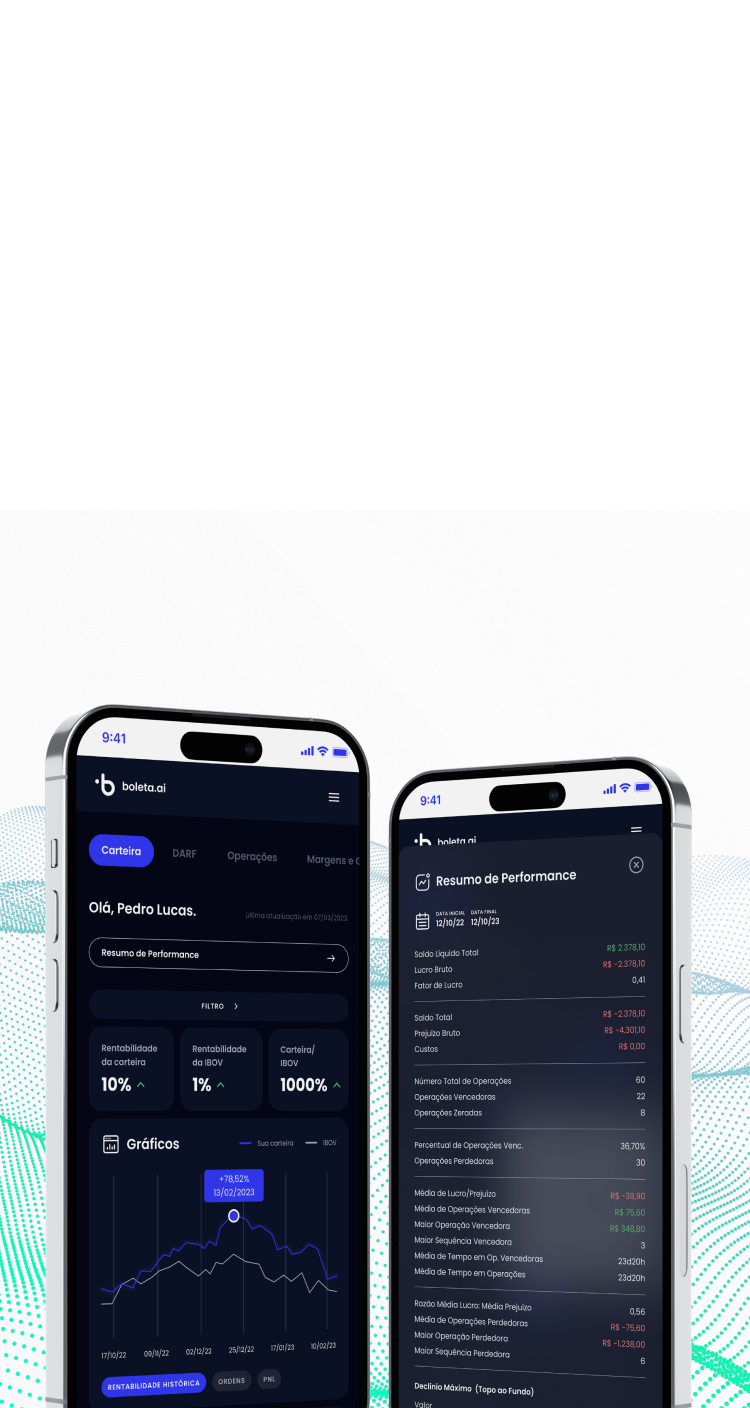 9:41
boleta.ai
Carteira DARF Operações Margens e
Olá, Pedro Lucas.
última atualização em 07/03/2023.
Resumo de Performance
FILTRO
Rentabilidade
da carteira
10%
Rentabilidade
da IBOV
1%
Carteira/
IBOV
1000%
Gráficos
Sua carteira IBOV
+78,52%
13/02/2023
17/10/22 09/11/22 02/12/22 25/12/22 17/01/23 10/02/23
RENTABILIDADE HISTÓRICA ORDENS PNL
9:41
boleta.ai
Resumo de Performance
DATA INICIAL DATA FINAL
12/10/22 12/10/23
Saldo Líquido Total R$ 2.378,10
Lucro Bruto R$ -2.378,10
Fator de Lucro 0,41
Saldo Total R$ -2.378,10
Prejuízo Bruto R$ -4.301,10
Custos R$ 0,00
Número Total de Operações 60
Operações Vencedoras 22
Operações Zeradas 8
Percentual de Operações Venc. 36,70%
Operações Perdedoras 30
Média de Lucro/Prejuízo R$ -39,90
Média de Operações Vencedoras R$ 75,60
Maior Operação Vencedora R$ 348,80
Maior Sequência Vencedora 3
Média de Tempo em Op. Vencedoras 23d20h
Média de Tempo em Operações 23d20h
Razão Média Lucro: Média Prejuízo 0,56
Média de Operações Perdedoras R$ -75,60
Maior Operação Perdedora R$ -1.238,00
Maior Sequência Perdedora 6
Declínio Máximo (Topo ao Fundo)
Valor